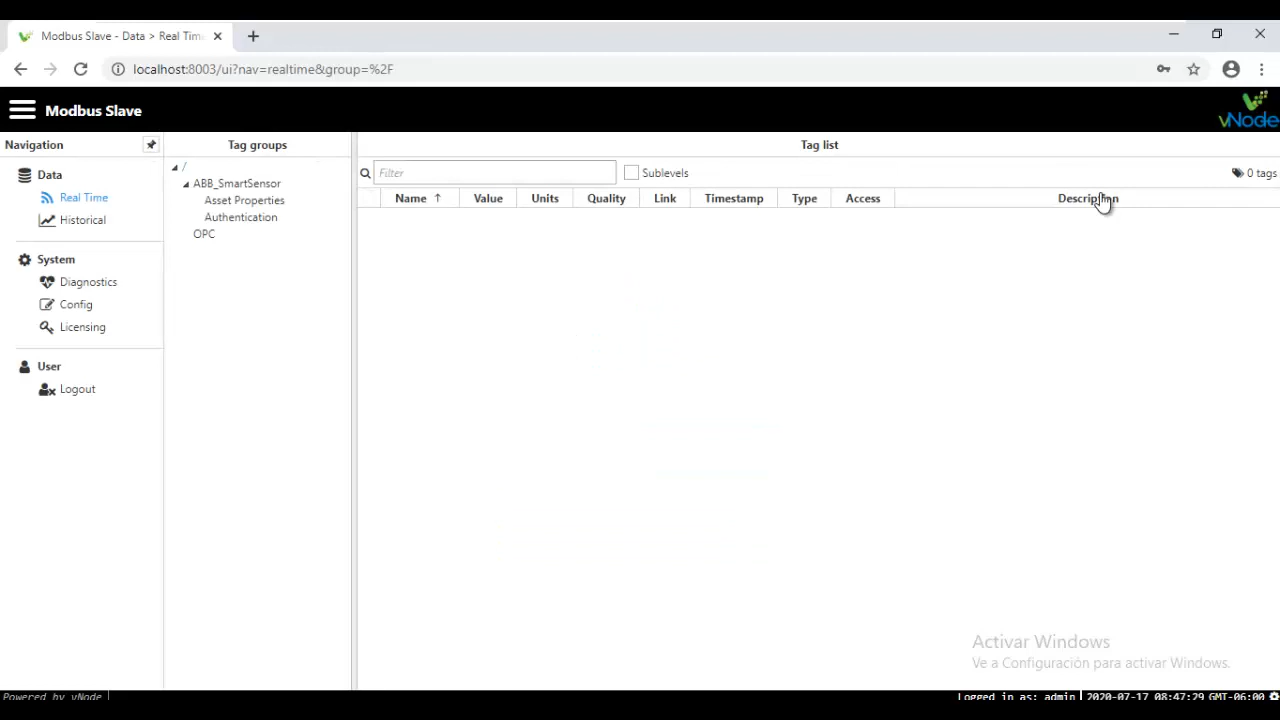 Modbus Slave - Data > Real Time
localhost:8003/ui?nav=realtime&group=%2F
Modbus Slave
vNode
Navigation
Tag groups
Tag list
Data
Real Time
Historical
System
Diagnostics
Config
Licensing
User
Logout
/
ABB_SmartSensor
Asset Properties
Authentication
OPC
Filter
Sublevels
0 tags
Name ↑
Value
Units
Quality
Link
Timestamp
Type
Access
Description
Activar Windows
Ve a Configuración para activar Windows.
Powered by vNode
Logged in as: admin
2020-07-17 08:47:29 GMT-06:00